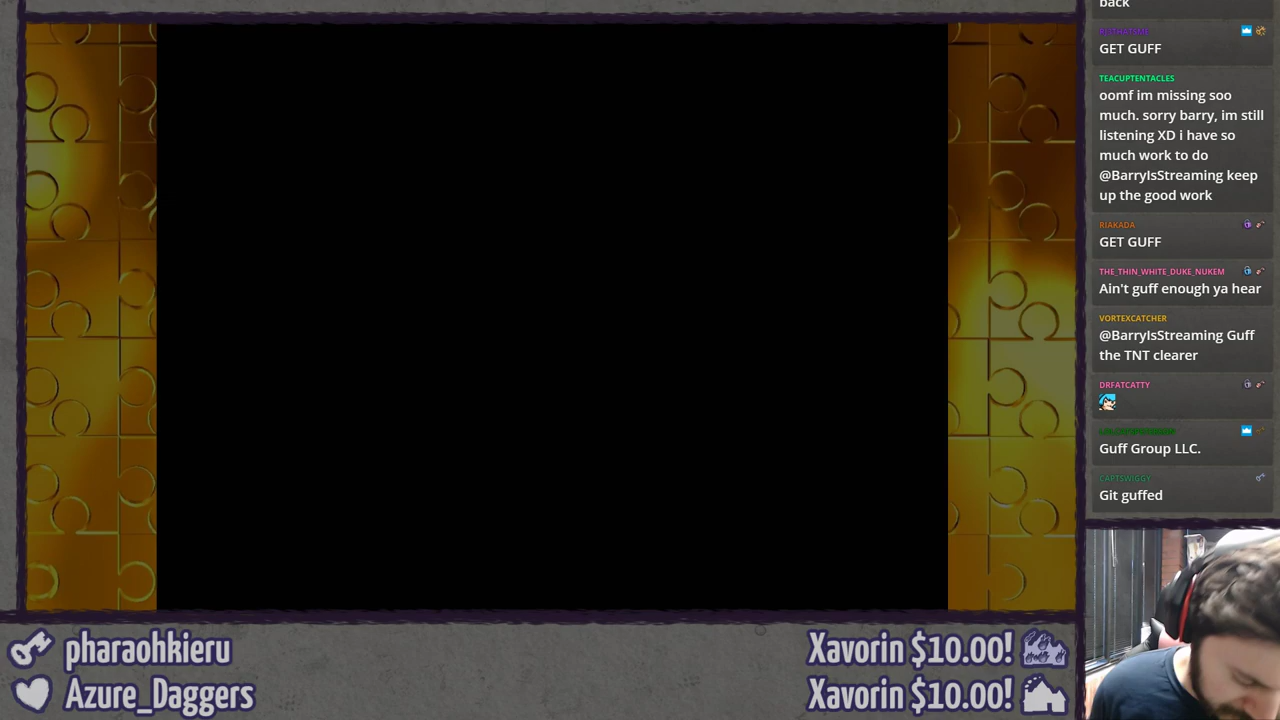 back
GET GUFF
TEACUPTENTACLES
oomf im missing soo
much. sorry barry, im still
listening XD i have so
much work to do
@BarryIsStreaming keep
up the good work
RIAKADA
GET GUFF
THE_THIN_WHITE_DUKE_NUKEM
Ain't guff enough ya hear
VORTEXCATCHER
@BarryIsStreaming Guff
the TNT clearer
DRFATCATTY
Guff Group LLC.
CAPTSWIGGY
Git guffed
pharaohkieru
Azure_Daggers
Xavorin $10.00!
Xavorin $10.00!